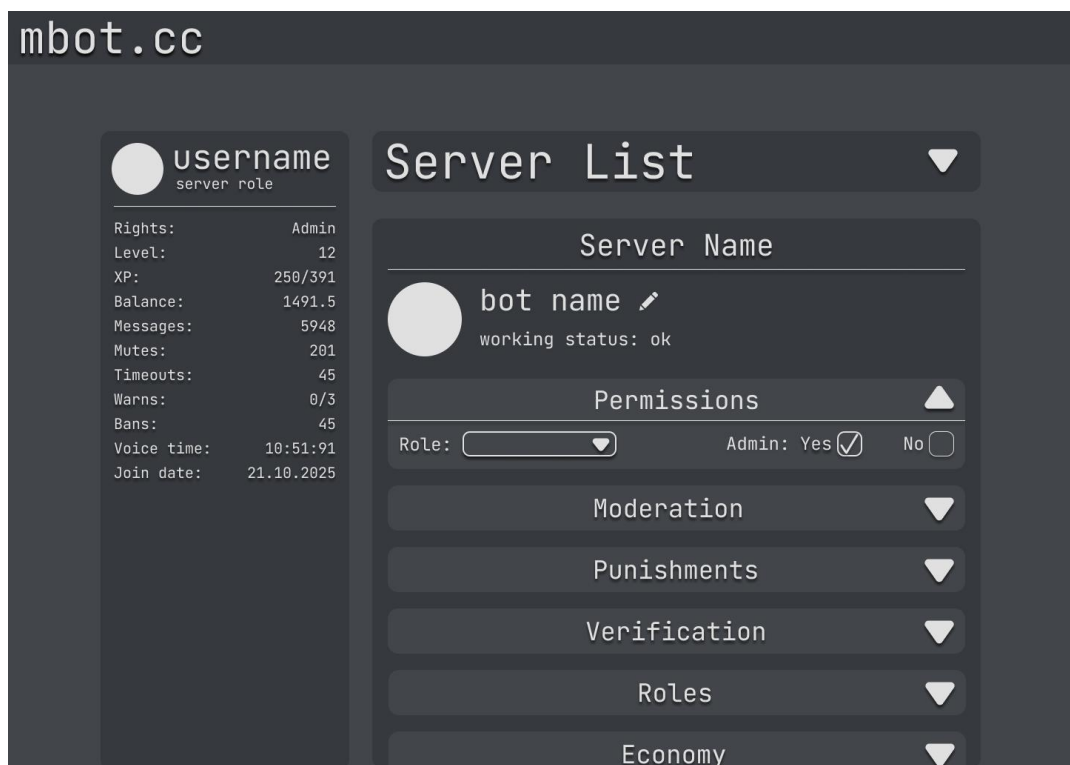 mbot.cc
username
server role
Rights: Admin
Level: 12
XP: 250/391
Balance: 1491.5
Messages: 5948
Mutes: 201
Timeouts: 45
Warns: 0/3
Bans: 45
Voice time: 10:51:91
Join date: 21.10.2025
Server List
Server Name
bot name
working status: ok
Permissions
Role: Admin: Yes No
Moderation
Punishments
Verification
Roles
Economy